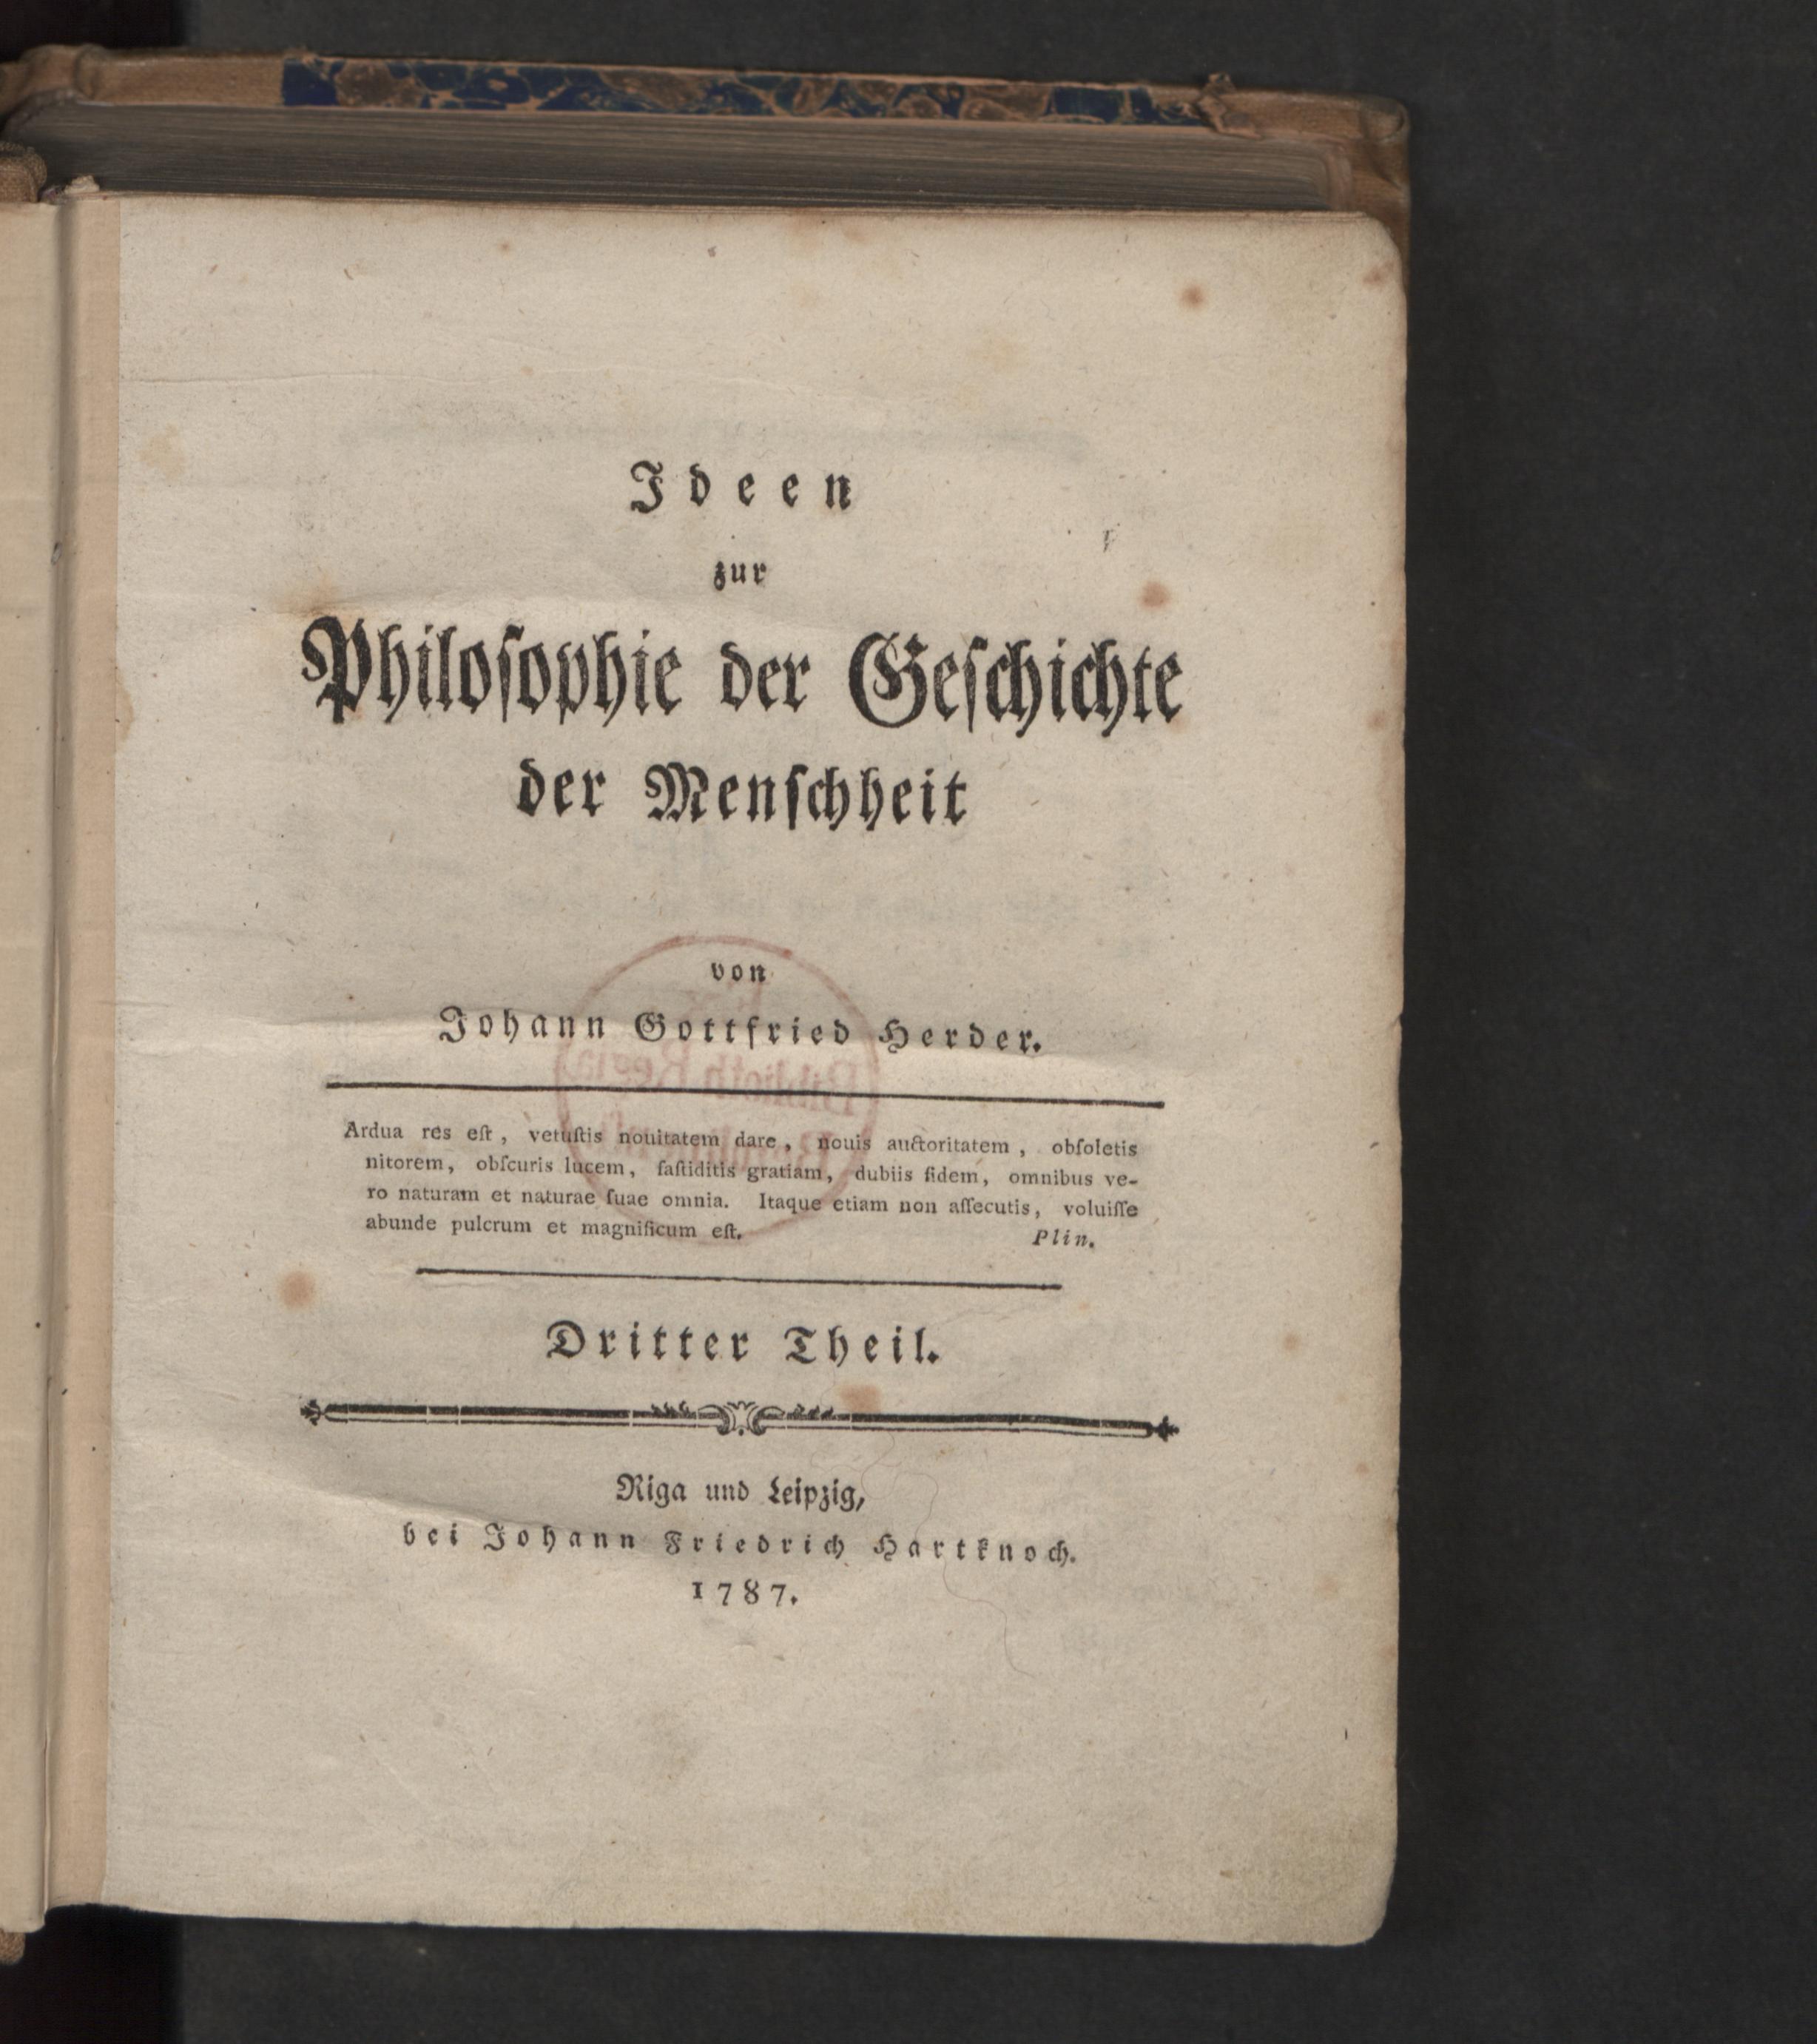 Ideen
zur
Philoſophie der Geſchichte
der Menſchheit
von
Johann Gottfried Herder.
Ardua res eſt, vetuſtis nouitatem dare, nouis auctoritatem, obſoletis
nitorem, obſcuris lucem, faſtiditis gratiam, dubiis fidem, omnibus ve-
ro naturam et naturae ſuae omnia. Itaque etiam non aſſecutis, voluiſſe
abunde pulcrum et magnificum eſt.
Plin.
Dritter Theil.
Riga und Leipzig,
bei Johann Friedrich Hartknoch.
1787.